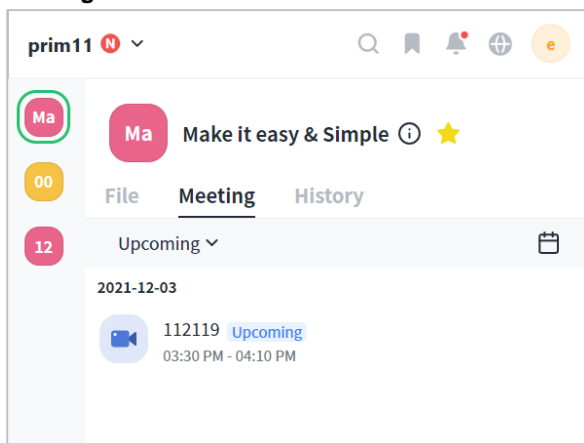 prim11 N
e
Ma
00
12
Ma Make it easy & Simple
File Meeting History
Upcoming
2021-12-03
112119 Upcoming
03:30 PM - 04:10 PM